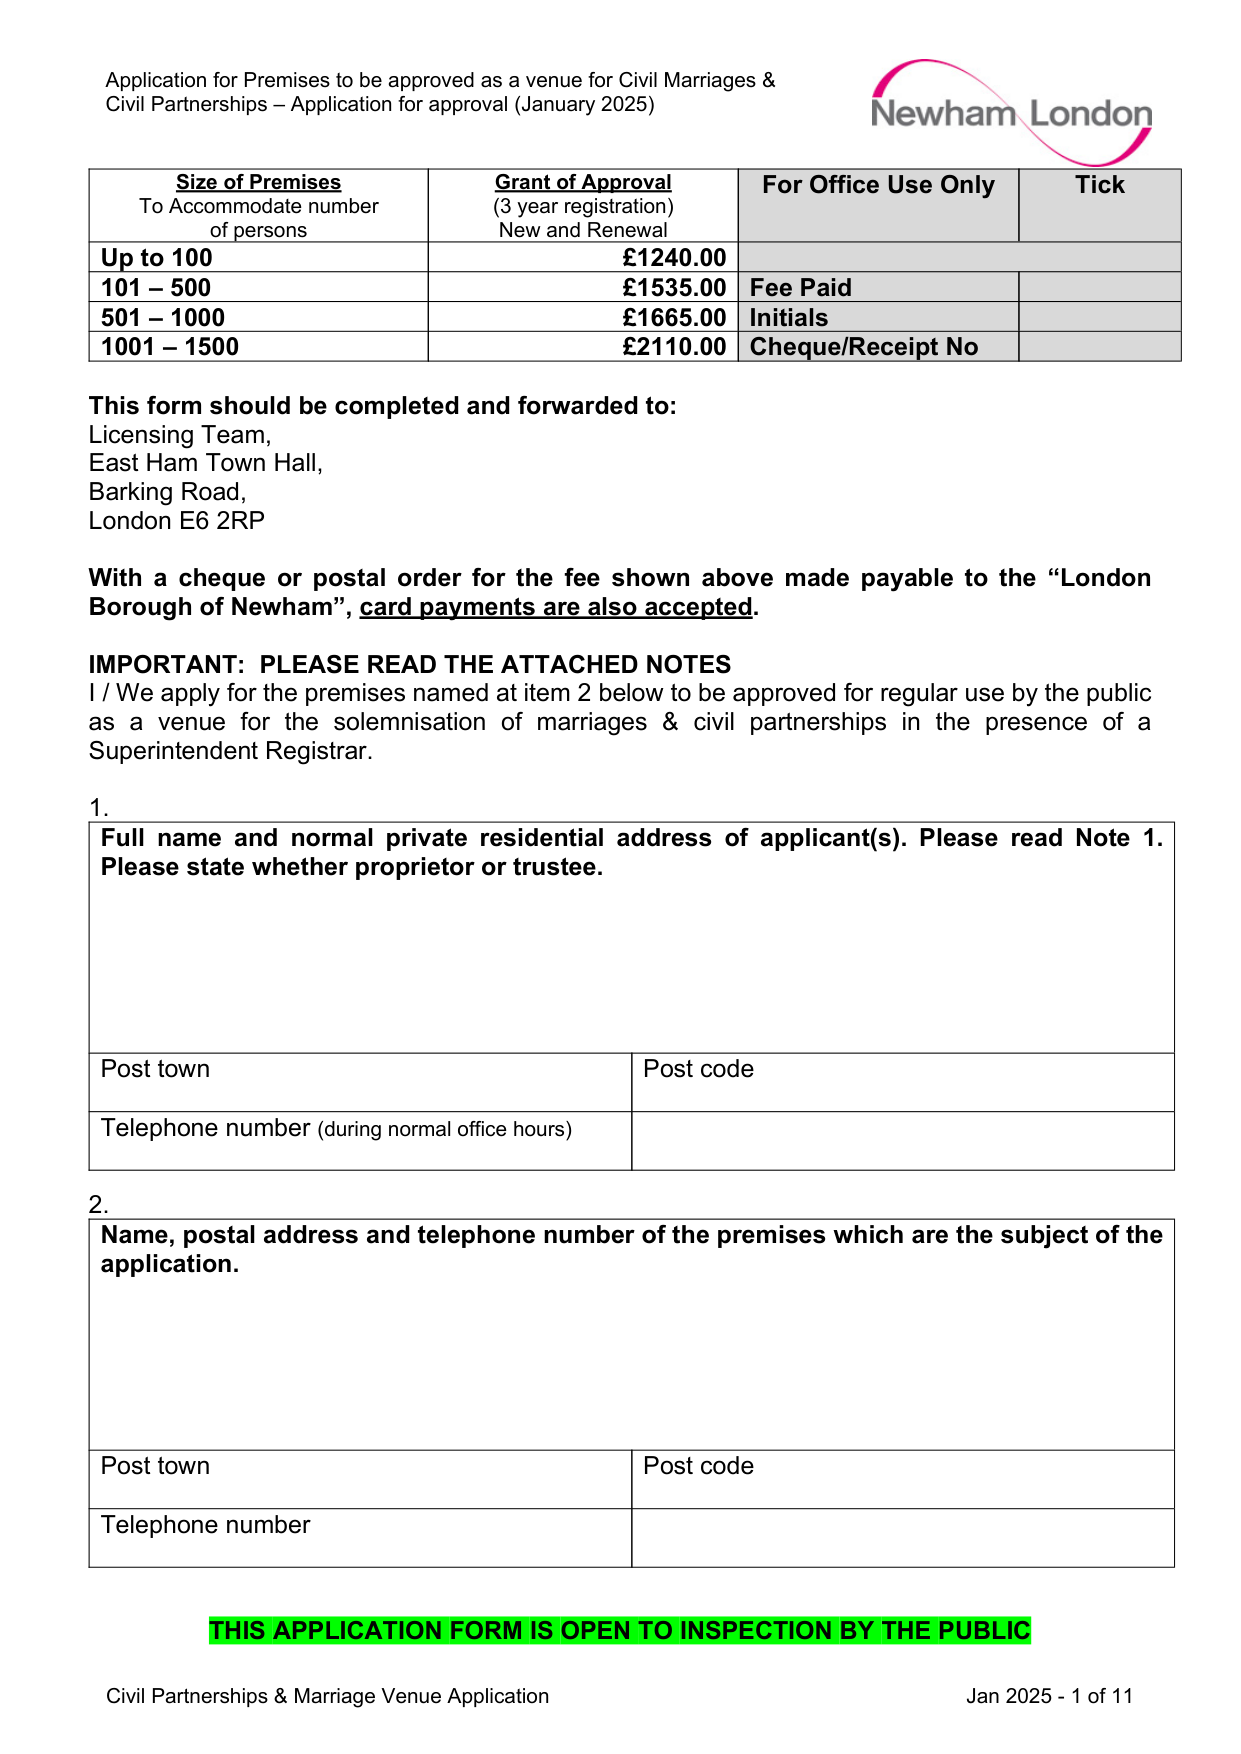 Application for Premises to be approved as a venue for Civil Marriages &
Civil Partnerships – Application for approval (January 2025)
Newham London
Size of Premises
To Accommodate number
of persons
Grant of Approval
(3 year registration)
New and Renewal
For Office Use Only
Tick
Up to 100
£1240.00
101 – 500
£1535.00
Fee Paid
501 – 1000
£1665.00
Initials
1001 – 1500
£2110.00
Cheque/Receipt No
This form should be completed and forwarded to:
Licensing Team,
East Ham Town Hall,
Barking Road,
London E6 2RP
With a cheque or postal order for the fee shown above made payable to the “London
Borough of Newham”, card payments are also accepted.
IMPORTANT:  PLEASE READ THE ATTACHED NOTES
I / We apply for the premises named at item 2 below to be approved for regular use by the public
as a venue for the solemnisation of marriages & civil partnerships in the presence of a
Superintendent Registrar.
1.
Full name and normal private residential address of applicant(s). Please read Note 1.
Please state whether proprietor or trustee.
Post town
Post code
Telephone number (during normal office hours)
2.
Name, postal address and telephone number of the premises which are the subject of the
application.
Post town
Post code
Telephone number
THIS APPLICATION FORM IS OPEN TO INSPECTION BY THE PUBLIC
Civil Partnerships & Marriage Venue Application
Jan 2025 - 1 of 11